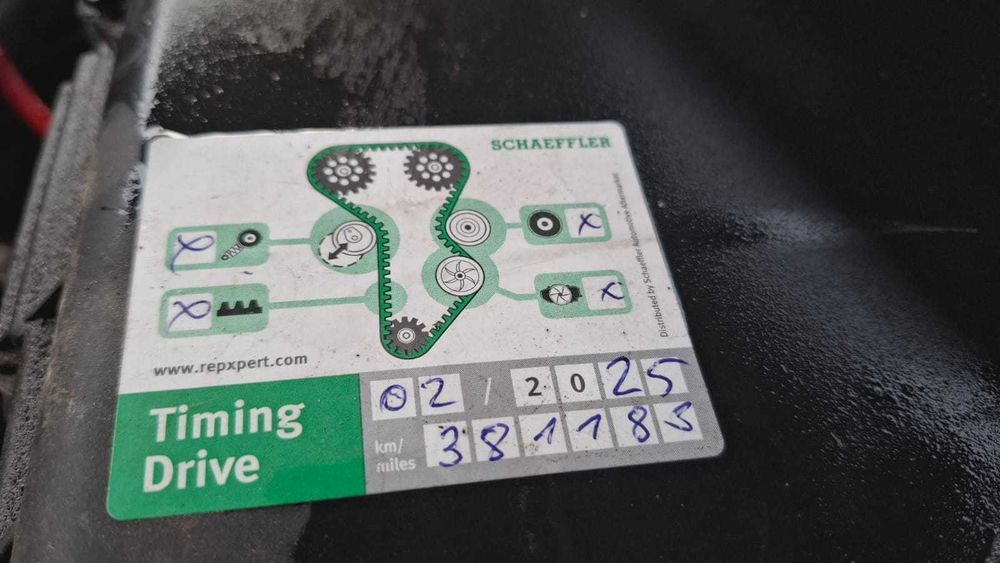 SCHAEFFLER
x
x
x
x
Distributed by Schaeffler Automotive Aftermarket
www.repxpert.com
Timing
Drive
02 / 2025
km/
miles
381185